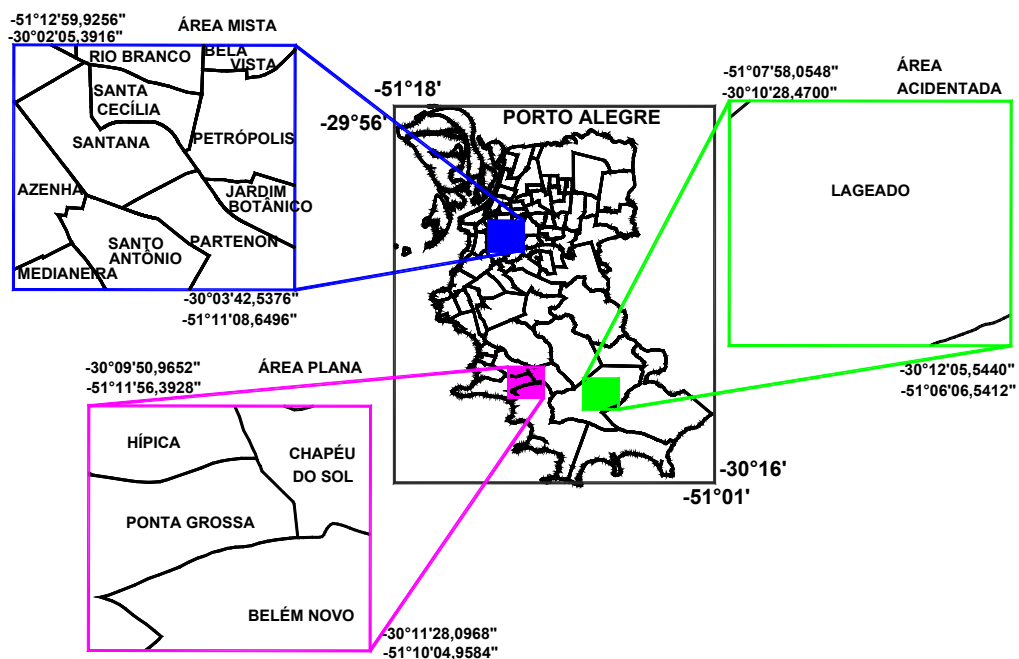 -51°12'59,9256"
-30°02'05,3916"
ÁREA MISTA
RIO BRANCO
BELA
VISTA
SANTA
CECÍLIA
SANTANA
PETRÓPOLIS
AZENHA
JARDIM
BOTÂNICO
SANTO
ANTÔNIO
PARTENON
MEDIANEIRA
-30°03'42,5376"
-51°11'08,6496"
-51°18'
-29°56'
PORTO ALEGRE
-30°16'
-51°01'
ÁREA
ACIDENTADA
-51°07'58,0548"
-30°10'28,4700"
LAGEADO
-30°12'05,5440
-51°06'06,5412"
ÁREA PLANA
-30°09'50,9652"
-51°11'56,3928"
HÍPICA
CHAPÉU
DO SOL
PONTA GROSSA
BELÉM NOVO
-30°11'28,0968"
-51°10'04,9584"